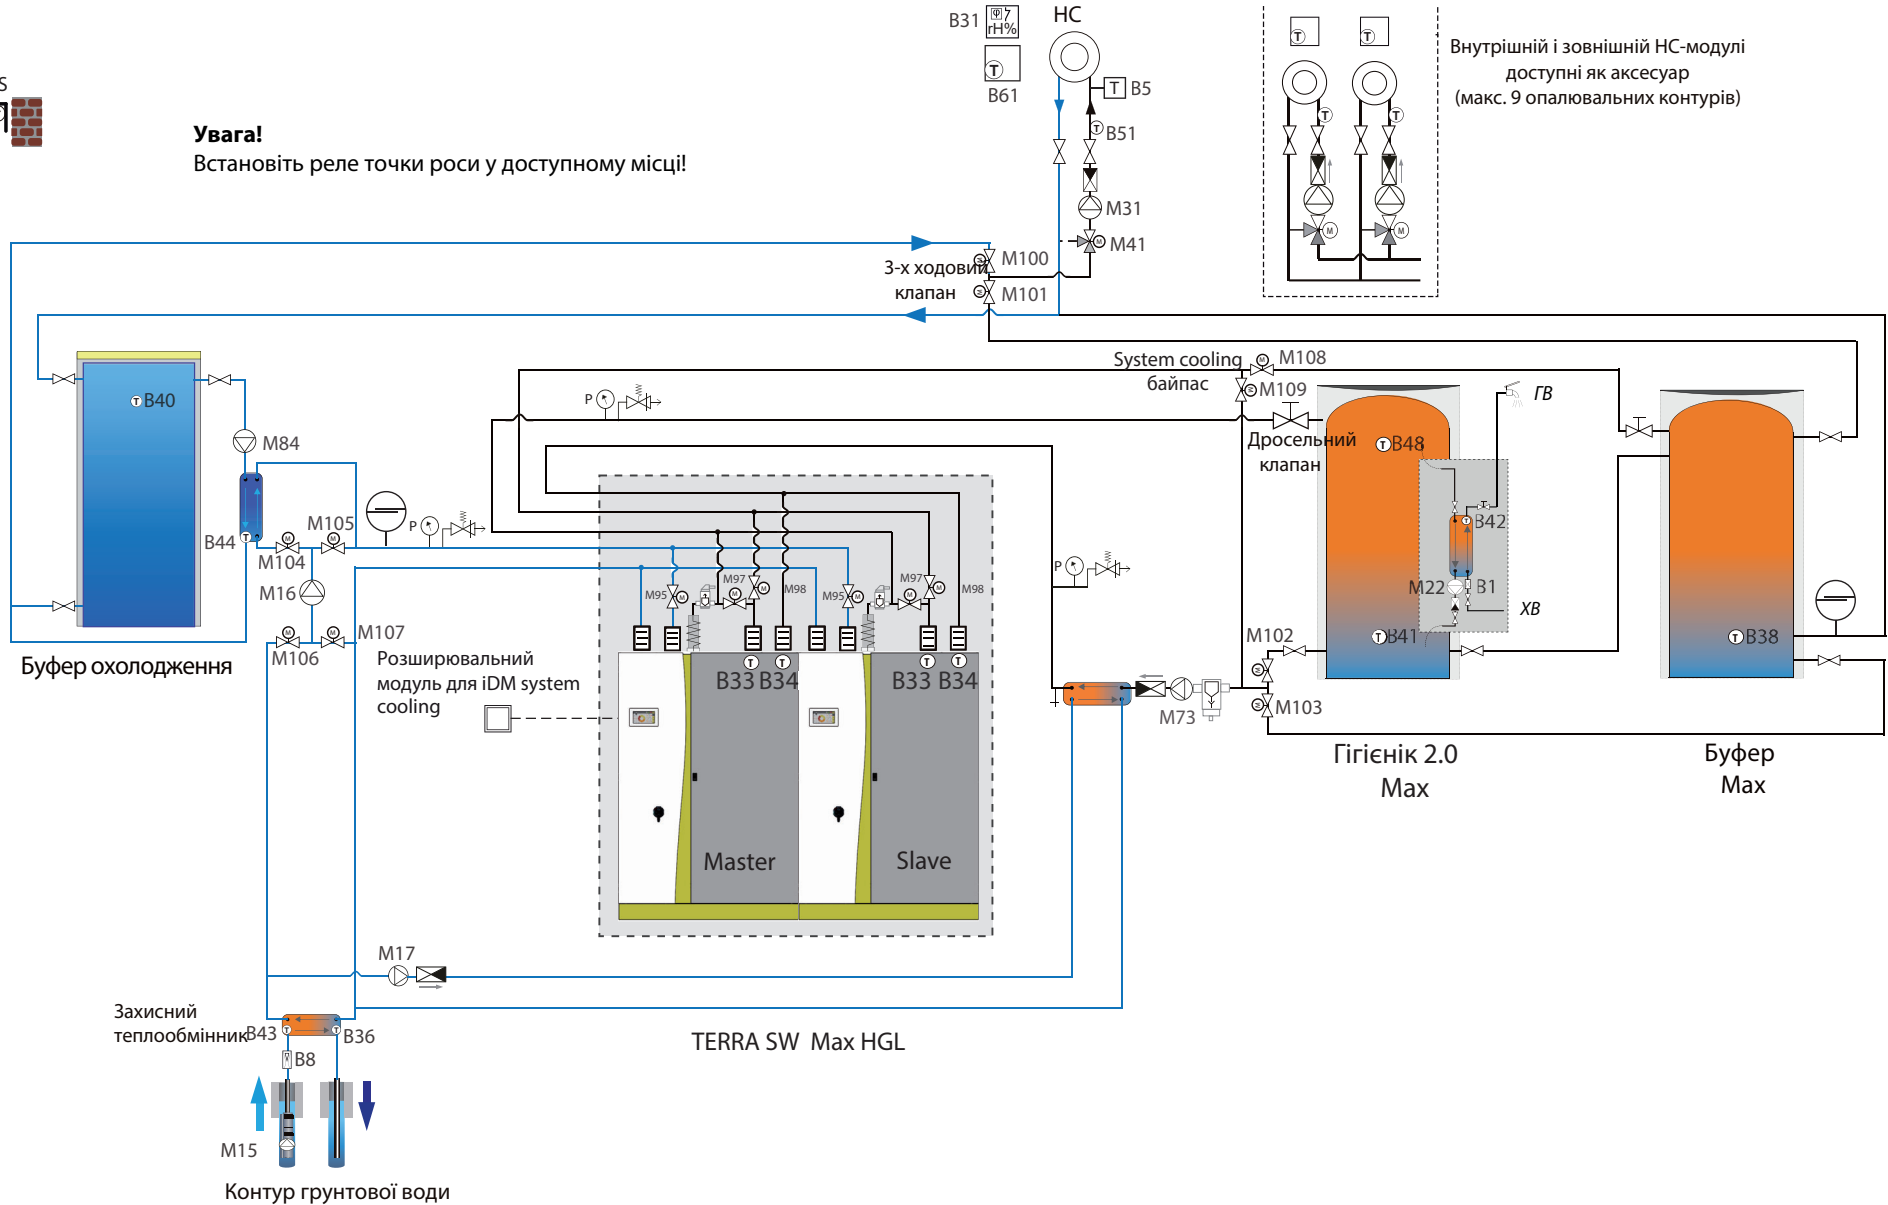 B31
rH%
HC
T
B61
T
B5
T
B51
M31
M
M41
T
T
T
T
M
M
Внутрішній і зовнішній НС-модулі
доступні як аксесуар
(макс. 9 опалювальних контурів)
S
Увага!
Встановіть реле точки роси у доступному місці!
M100
3-х ходовий
клапан
M101
System cooling
байпас
M108
M109
P
ГВ
Дросельний
клапан
T B48
T B40
M84
B44
T
M104
M105
P
M16
M106
M107
Буфер охолодження
Розширювальний
модуль для iDM system
cooling
M95
M97
M98
M95
M97
M98
T
T
T
T
B33
B34
B33
B34
P
B42
M22
B1
ХВ
T B41
T B38
M102
M103
M73
Гігієнік 2.0
Max
Буфер
Max
Master
Slave
M17
TERRA SW Max HGL
Захисний
теплообмінник
B43
T
T
B36
B8
M15
Контур грунтової води